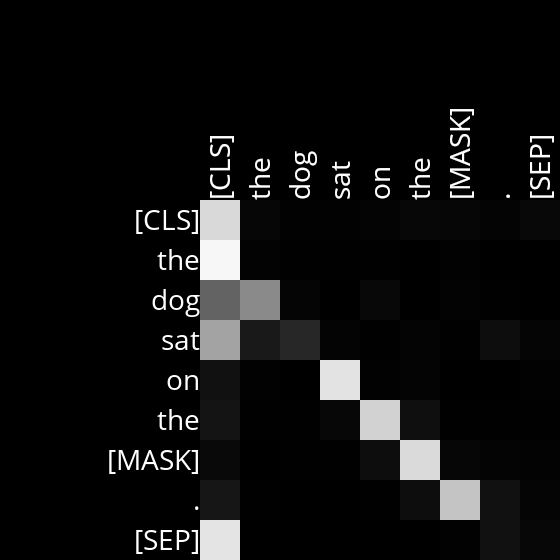 [CLS] the dog sat on the [MASK] . [SEP]
[CLS]
the
dog
sat
on
the
[MASK]
.
[SEP]